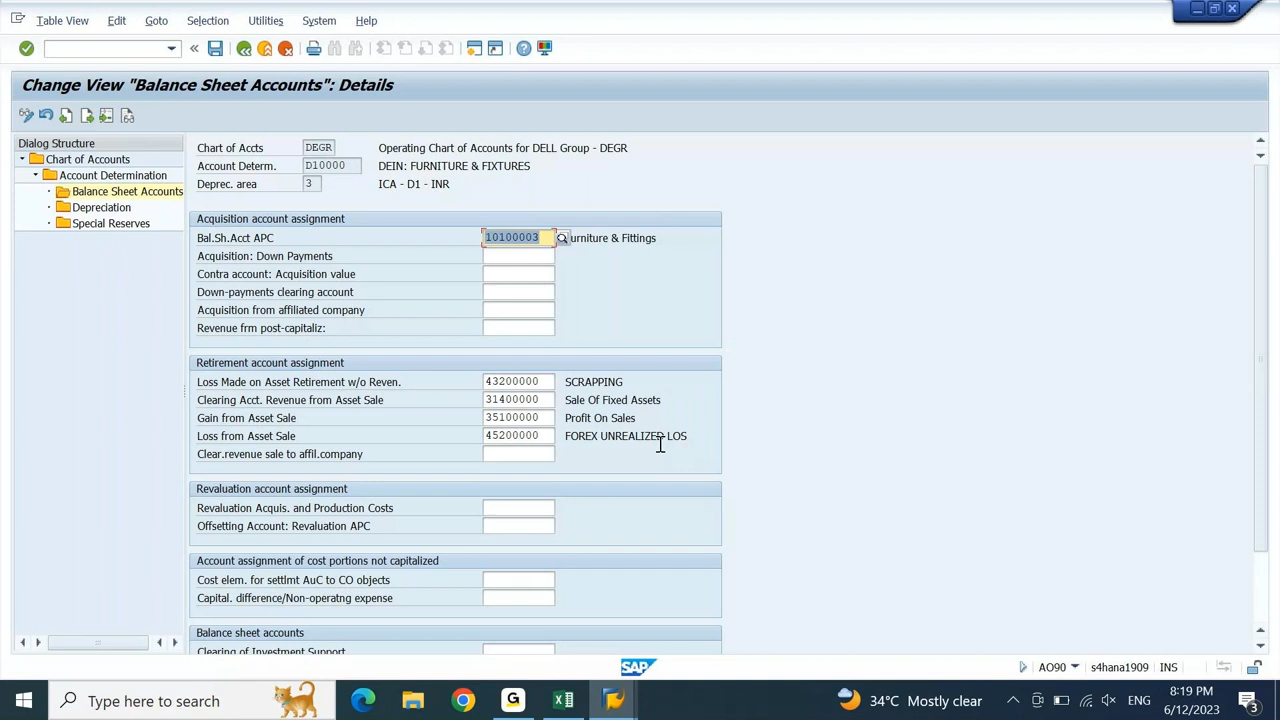 Table View Edit Goto Selection Utilities System Help
Change View "Balance Sheet Accounts": Details
Dialog Structure
Chart of Accounts
Account Determination
Balance Sheet Accounts
Depreciation
Special Reserves
Chart of Accts DEGR Operating Chart of Accounts for DELL Group - DEGR
Account Determ. D10000 DEIN: FURNITURE & FIXTURES
Deprec. area 3 ICA - D1 - INR
Acquisition account assignment
Bal.Sh.Acct APC 10100003 urniture & Fittings
Acquisition: Down Payments
Contra account: Acquisition value
Down-payments clearing account
Acquisition from affiliated company
Revenue frm post-capitaliz:
Retirement account assignment
Loss Made on Asset Retirement w/o Reven. 43200000 SCRAPPING
Clearing Acct. Revenue from Asset Sale 31400000 Sale Of Fixed Assets
Gain from Asset Sale 35100000 Profit On Sales
Loss from Asset Sale 45200000 FOREX UNREALIZED LOS
Clear.revenue sale to affil.company
Revaluation account assignment
Revaluation Acquis. and Production Costs
Offsetting Account: Revaluation APC
Account assignment of cost portions not capitalized
Cost elem. for settlmt AuC to CO objects
Capital. difference/Non-operatng expense
Balance sheet accounts
Clearing of Investment Support
SAP AO90 s4hana1909 INS
Type here to search
34°C Mostly clear
ENG
8:19 PM
6/12/2023
3